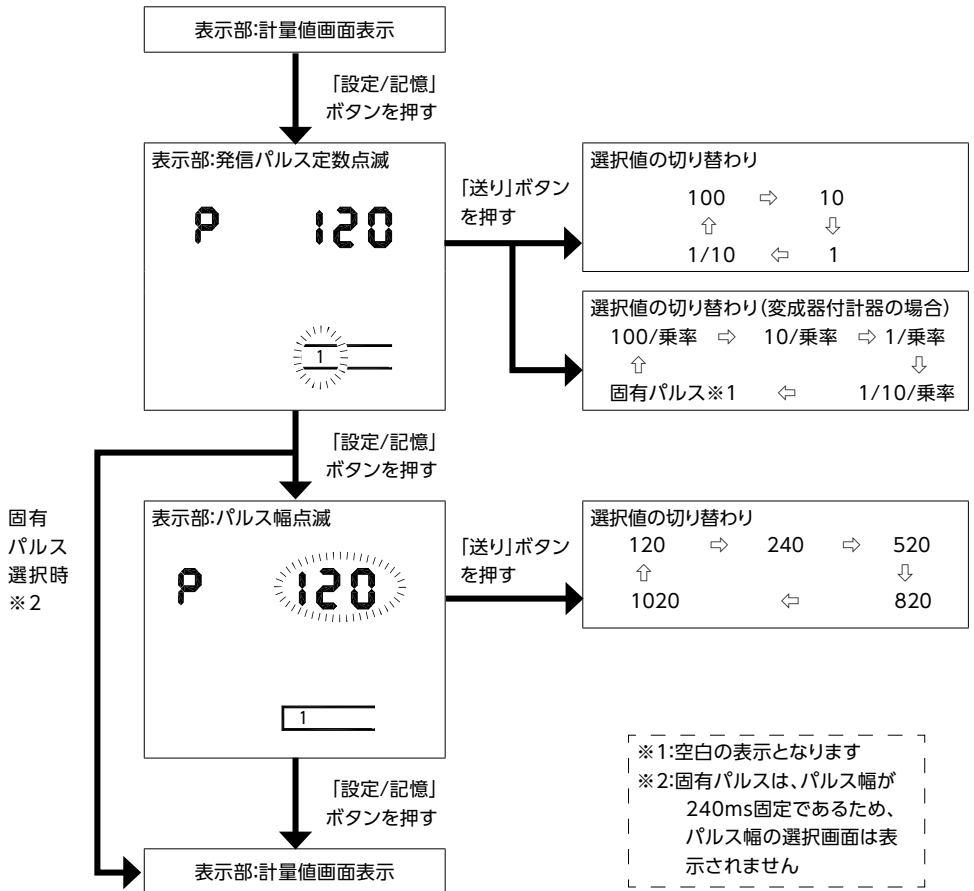 表示部:計量値画面表示
「設定/記憶」
ボタンを押す
表示部:発信パルス定数点滅
P 120
1
「送り」ボタン
を押す
選択値の切り替わり
100 ⇨ 10
⇧ ⇩
1/10 ⇦ 1
選択値の切り替わり(変成器付計器の場合)
100/乗率 ⇨ 10/乗率 ⇨ 1/乗率
⇧ ⇩
固有パルス※1 ⇦ 1/10/乗率
「設定/記憶」
ボタンを押す
固有
パルス
選択時
※2
表示部:パルス幅点滅
P 120
1
「送り」ボタン
を押す
選択値の切り替わり
120 ⇨ 240 ⇨ 520
⇧ ⇩
1020 ⇦ 820
「設定/記憶」
ボタンを押す
※1:空白の表示となります
※2:固有パルスは、パルス幅が
240ms固定であるため、
パルス幅の選択画面は表
示されません
表示部:計量値画面表示